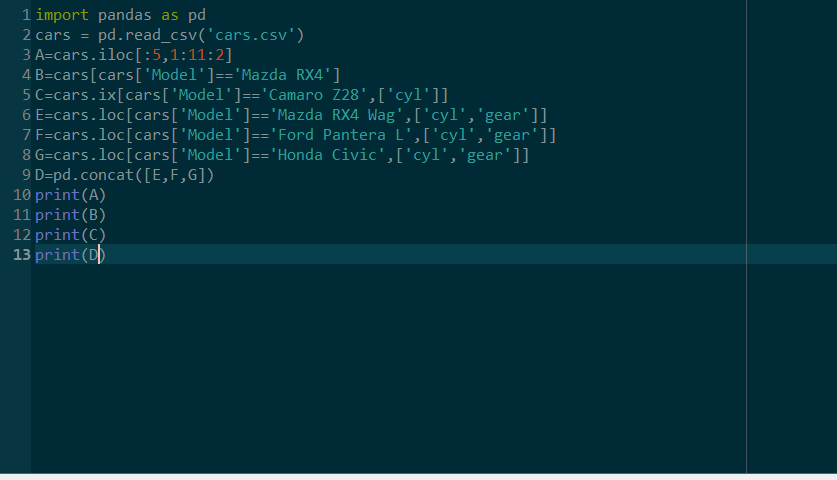 1 import pandas as pd
2 cars = pd.read_csv('cars.csv')
3 A=cars.iloc[:5,1:11:2]
4 B=cars[cars['Model']=='Mazda RX4']
5 C=cars.ix[cars['Model']=='Camaro Z28',['cyl']]
6 E=cars.loc[cars['Model']=='Mazda RX4 Wag',['cyl','gear']]
7 F=cars.loc[cars['Model']=='Ford Pantera L',['cyl','gear']]
8 G=cars.loc[cars['Model']=='Honda Civic',['cyl','gear']]
9 D=pd.concat([E,F,G])
10 print(A)
11 print(B)
12 print(C)
13 print(D)